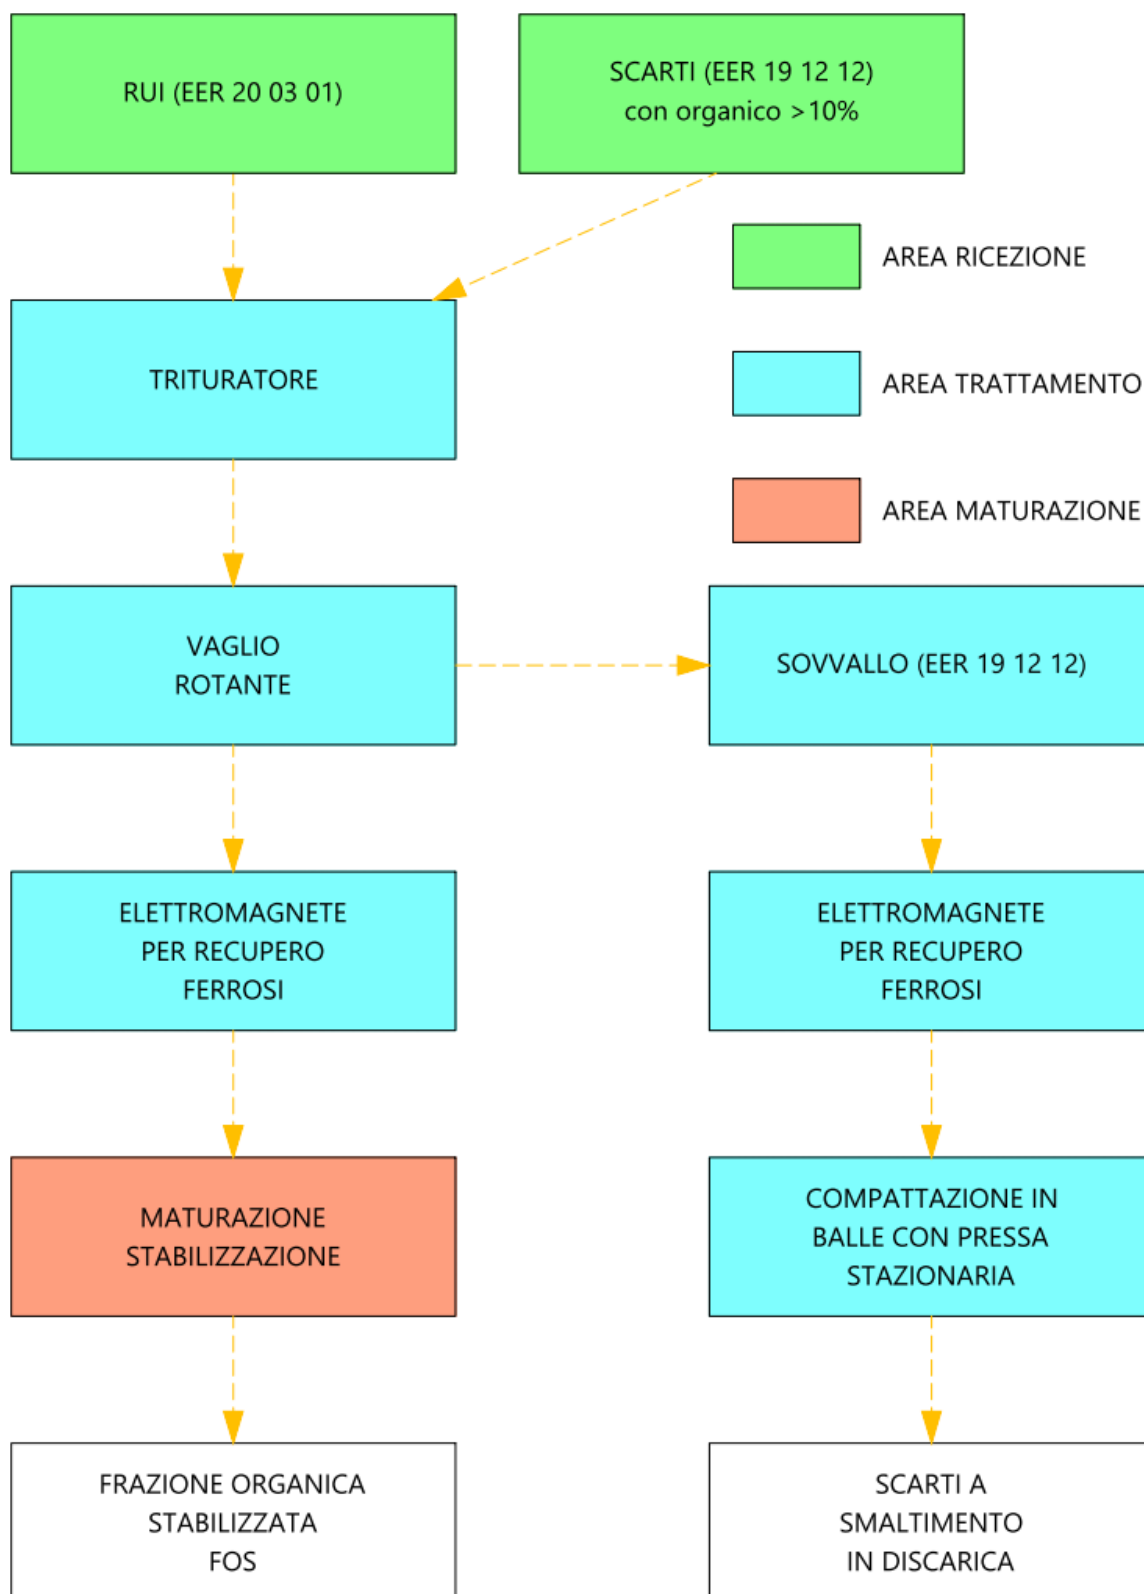 RUI (EER 20 03 01)
SCARTI (EER 19 12 12)
con organico >10%
AREA RICEZIONE
TRITURATORE
AREA TRATTAMENTO
AREA MATURAZIONE
VAGLIO
ROTANTE
SOVVALLO (EER 19 12 12)
ELETTROMAGNETE
PER RECUPERO
FERROSI
ELETTROMAGNETE
PER RECUPERO
FERROSI
MATURAZIONE
STABILIZZAZIONE
COMPATTAZIONE IN
BALLE CON PRESSA
STAZIONARIA
FRAZIONE ORGANICA
STABILIZZATA
FOS
SCARTI A
SMALTIMENTO
IN DISCARICA